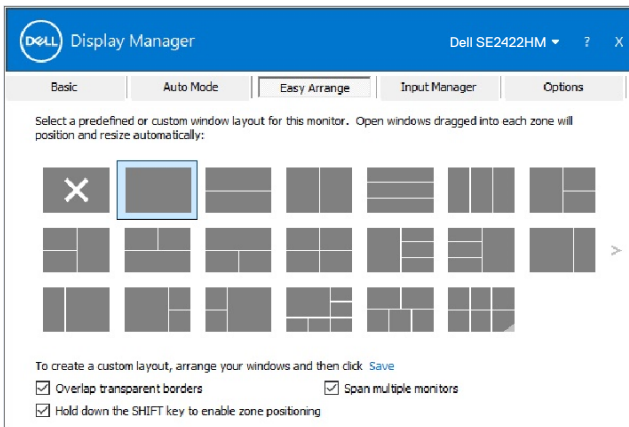 DELL Display Manager Dell SE2422HM ? X
Basic Auto Mode Easy Arrange Input Manager Options
Select a predefined or custom window layout for this monitor. Open windows dragged into each zone will
position and resize automatically:
>
To create a custom layout, arrange your windows and then click Save
Overlap transparent borders Span multiple monitors
Hold down the SHIFT key to enable zone positioning